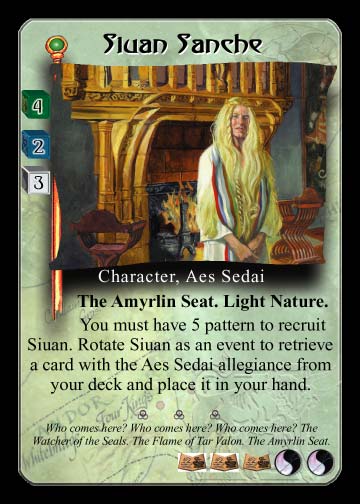 Siuan Sanche
4
2
3
Character, Aes Sedai
The Amyrlin Seat. Light Nature.
You must have 5 pattern to recruit
Siuan. Rotate Siuan as an event to retrieve
a card with the Aes Sedai allegiance from
your deck and place it in your hand.
Who comes here? Who comes here? Who comes here? The
Watcher of the Seals. The Flame of Tar Valon. The Amyrlin Seat.